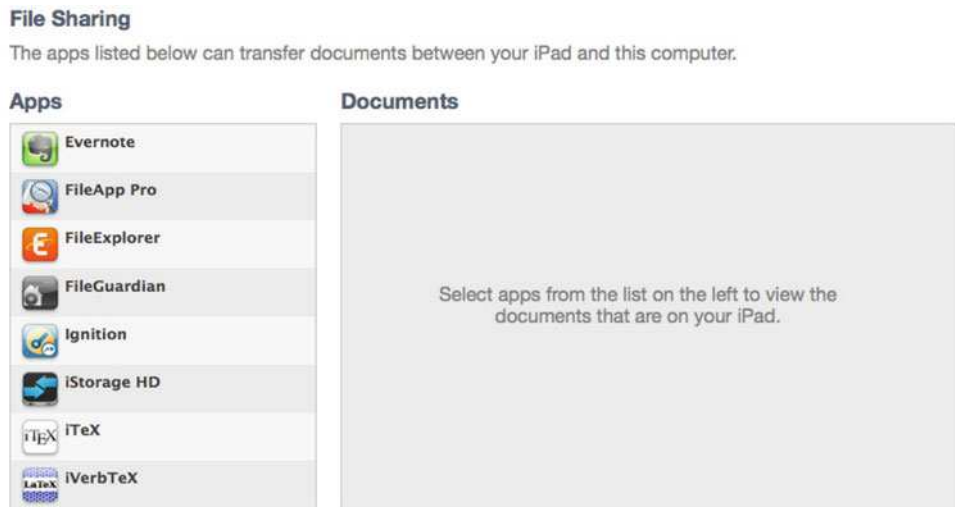 File Sharing
The apps listed below can transfer documents between your iPad and this computer.
Apps
Documents
Evernote
FileApp Pro
FileExplorer
FileGuardian
Ignition
iStorage HD
iTEX
iTeX
LaTeX
iVerbTeX
Select apps from the list on the left to view the
documents that are on your iPad.